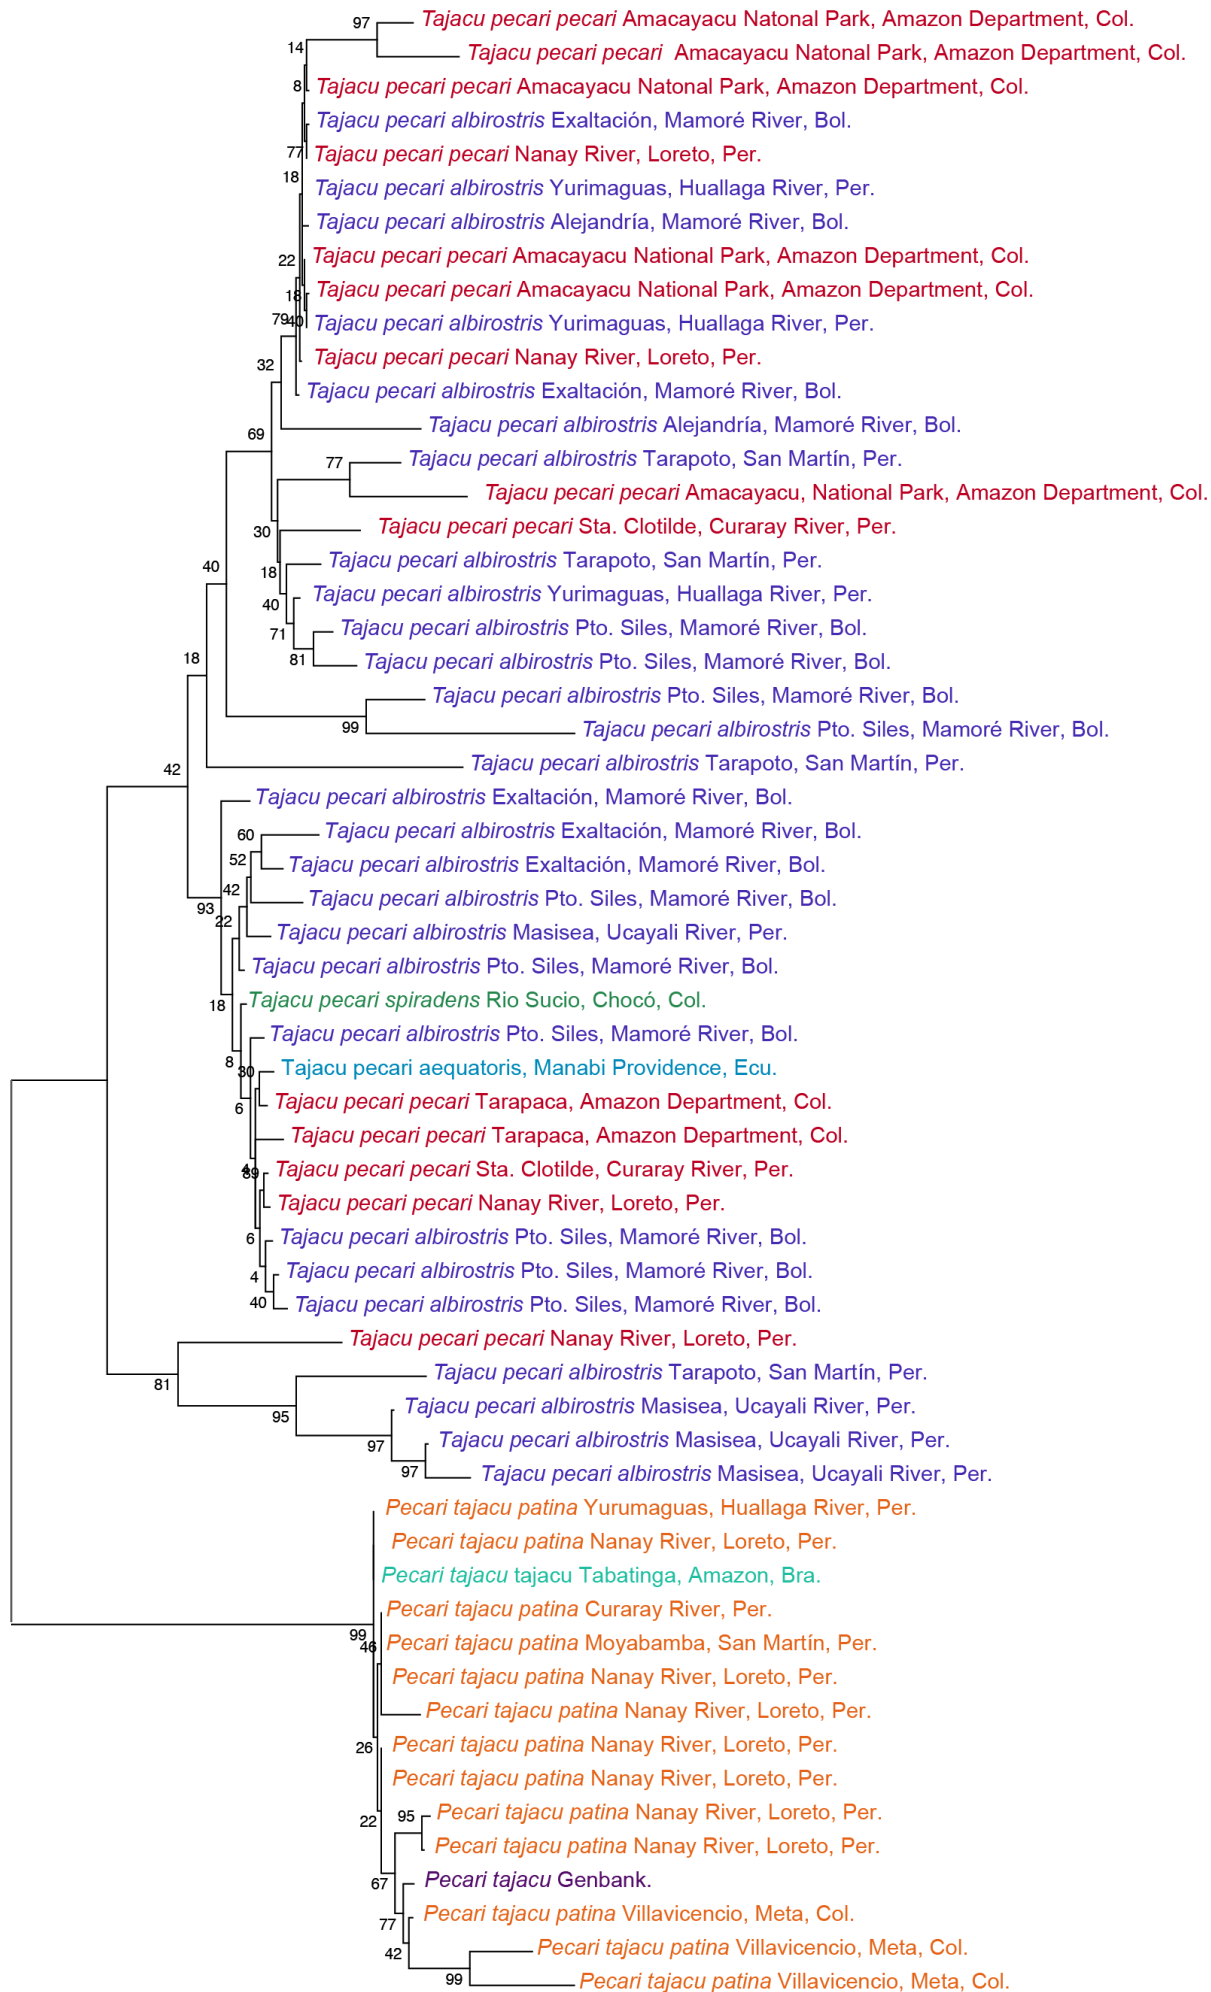 97
Tajacu pecari pecari Amacayacu Natonal Park, Amazon Department, Col.
14
Tajacu pecari pecari Amacayacu Natonal Park, Amazon Department, Col.
8
Tajacu pecari pecari Amacayacu Natonal Park, Amazon Department, Col.
Tajacu pecari albirostris Exaltación, Mamoré River, Bol.
77
Tajacu pecari pecari Nanay River, Loreto, Per.
18
Tajacu pecari albirostris Yurimaguas, Huallaga River, Per.
Tajacu pecari albirostris Alejandría, Mamoré River, Bol.
22
Tajacu pecari pecari Amacayacu National Park, Amazon Department, Col.
18
Tajacu pecari pecari Amacayacu National Park, Amazon Department, Col.
79
40
Tajacu pecari albirostris Yurimaguas, Huallaga River, Per.
32
Tajacu pecari pecari Nanay River, Loreto, Per.
Tajacu pecari albirostris Exaltación, Mamoré River, Bol.
69
Tajacu pecari albirostris Alejandría, Mamoré River, Bol.
77
Tajacu pecari albirostris Tarapoto, San Martín, Per.
Tajacu pecari pecari Amacayacu, National Park, Amazon Department, Col.
30
Tajacu pecari pecari Sta. Clotilde, Curaray River, Per.
40
18
Tajacu pecari albirostris Tarapoto, San Martín, Per.
40
Tajacu pecari albirostris Yurimaguas, Huallaga River, Per.
71
Tajacu pecari albirostris Pto. Siles, Mamoré River, Bol.
18
81
Tajacu pecari albirostris Pto. Siles, Mamoré River, Bol.
Tajacu pecari albirostris Pto. Siles, Mamoré River, Bol.
99
Tajacu pecari albirostris Pto. Siles, Mamoré River, Bol.
42
Tajacu pecari albirostris Tarapoto, San Martín, Per.
Tajacu pecari albirostris Exaltación, Mamoré River, Bol.
60
Tajacu pecari albirostris Exaltación, Mamoré River, Bol.
52
Tajacu pecari albirostris Exaltación, Mamoré River, Bol.
42
Tajacu pecari albirostris Pto. Siles, Mamoré River, Bol.
93
22
Tajacu pecari albirostris Masisea, Ucayali River, Per.
Tajacu pecari albirostris Pto. Siles, Mamoré River, Bol.
18
Tajacu pecari spiradens Rio Sucio, Chocó, Col.
Tajacu pecari albirostris Pto. Siles, Mamoré River, Bol.
8
30
Tajacu pecari aequatoris, Manabi Providence, Ecu.
6
Tajacu pecari pecari Tarapaca, Amazon Department, Col.
Tajacu pecari pecari Tarapaca, Amazon Department, Col.
4
39
Tajacu pecari pecari Sta. Clotilde, Curaray River, Per.
Tajacu pecari pecari Nanay River, Loreto, Per.
6
Tajacu pecari albirostris Pto. Siles, Mamoré River, Bol.
4
Tajacu pecari albirostris Pto. Siles, Mamoré River, Bol.
40
Tajacu pecari albirostris Pto. Siles, Mamoré River, Bol.
Tajacu pecari pecari Nanay River, Loreto, Per.
81
Tajacu pecari albirostris Tarapoto, San Martín, Per.
95
Tajacu pecari albirostris Masisea, Ucayali River, Per.
97
Tajacu pecari albirostris Masisea, Ucayali River, Per.
97
Tajacu pecari albirostris Masisea, Ucayali River, Per.
Pecari tajacu patina Yurumaguas, Huallaga River, Per.
Pecari tajacu patina Nanay River, Loreto, Per.
Pecari tajacu tajacu Tabatinga, Amazon, Bra.
Pecari tajacu patina Curaray River, Per.
99
46
Pecari tajacu patina Moyabamba, San Martín, Per.
Pecari tajacu patina Nanay River, Loreto, Per.
Pecari tajacu patina Nanay River, Loreto, Per.
26
Pecari tajacu patina Nanay River, Loreto, Per.
Pecari tajacu patina Nanay River, Loreto, Per.
22
95
Pecari tajacu patina Nanay River, Loreto, Per.
Pecari tajacu patina Nanay River, Loreto, Per.
67
Pecari tajacu Genbank.
77
Pecari tajacu patina Villavicencio, Meta, Col.
42
Pecari tajacu patina Villavicencio, Meta, Col.
99
Pecari tajacu patina Villavicencio, Meta, Col.